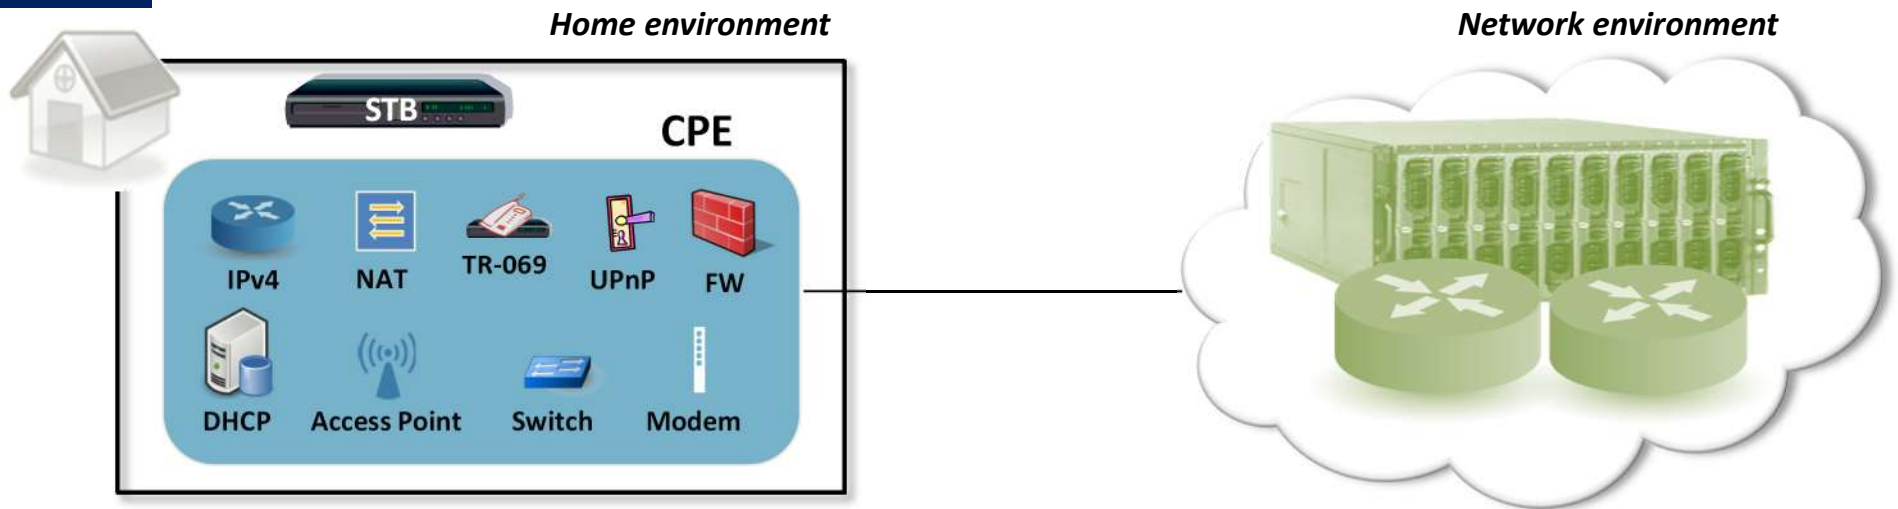 Home environment
Network environment
STB
CPE
IPv4
NAT
TR-069
UPnP
FW
DHCP
Access Point
Switch
Modem